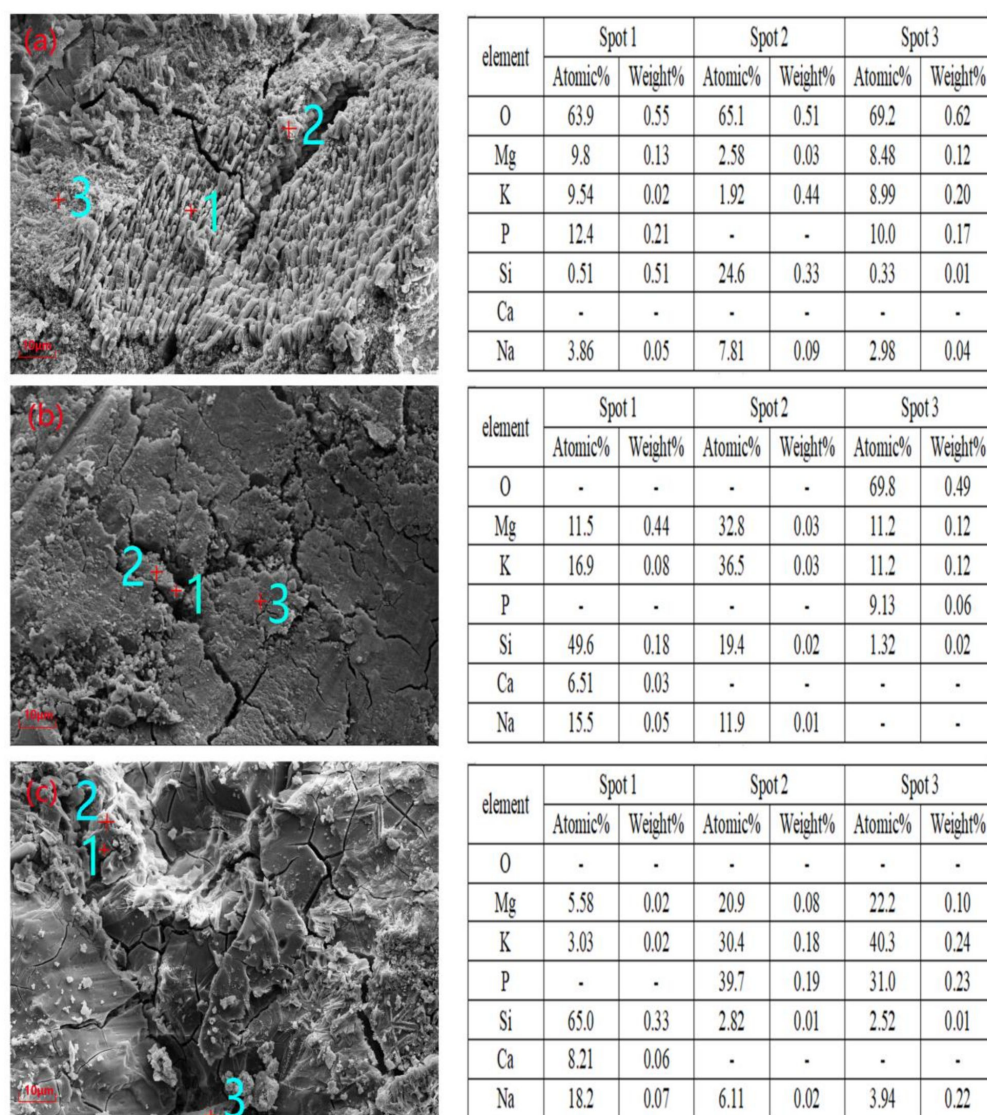 (a)
2
3
1
10μm
element Spot 1 Spot 2 Spot 3
Atomic% Weight% Atomic% Weight% Atomic% Weight%
O 63.9 0.55 65.1 0.51 69.2 0.62
Mg 9.8 0.13 2.58 0.03 8.48 0.12
K 9.54 0.02 1.92 0.44 8.99 0.20
P 12.4 0.21 - - 10.0 0.17
Si 0.51 0.51 24.6 0.33 0.33 0.01
Ca - - - - - -
Na 3.86 0.05 7.81 0.09 2.98 0.04
(b)
2
1
3
10μm
element Spot 1 Spot 2 Spot 3
Atomic% Weight% Atomic% Weight% Atomic% Weight%
O - - - - 69.8 0.49
Mg 11.5 0.44 32.8 0.03 11.2 0.12
K 16.9 0.08 36.5 0.03 11.2 0.12
P - - - - 9.13 0.06
Si 49.6 0.18 19.4 0.02 1.32 0.02
Ca 6.51 0.03 - - - -
Na 15.5 0.05 11.9 0.01 - -
(c)
2
1
10μm
3
element Spot 1 Spot 2 Spot 3
Atomic% Weight% Atomic% Weight% Atomic% Weight%
O - - - - - -
Mg 5.58 0.02 20.9 0.08 22.2 0.10
K 3.03 0.02 30.4 0.18 40.3 0.24
P - - 39.7 0.19 31.0 0.23
Si 65.0 0.33 2.82 0.01 2.52 0.01
Ca 8.21 0.06 - - - -
Na 18.2 0.07 6.11 0.02 3.94 0.22